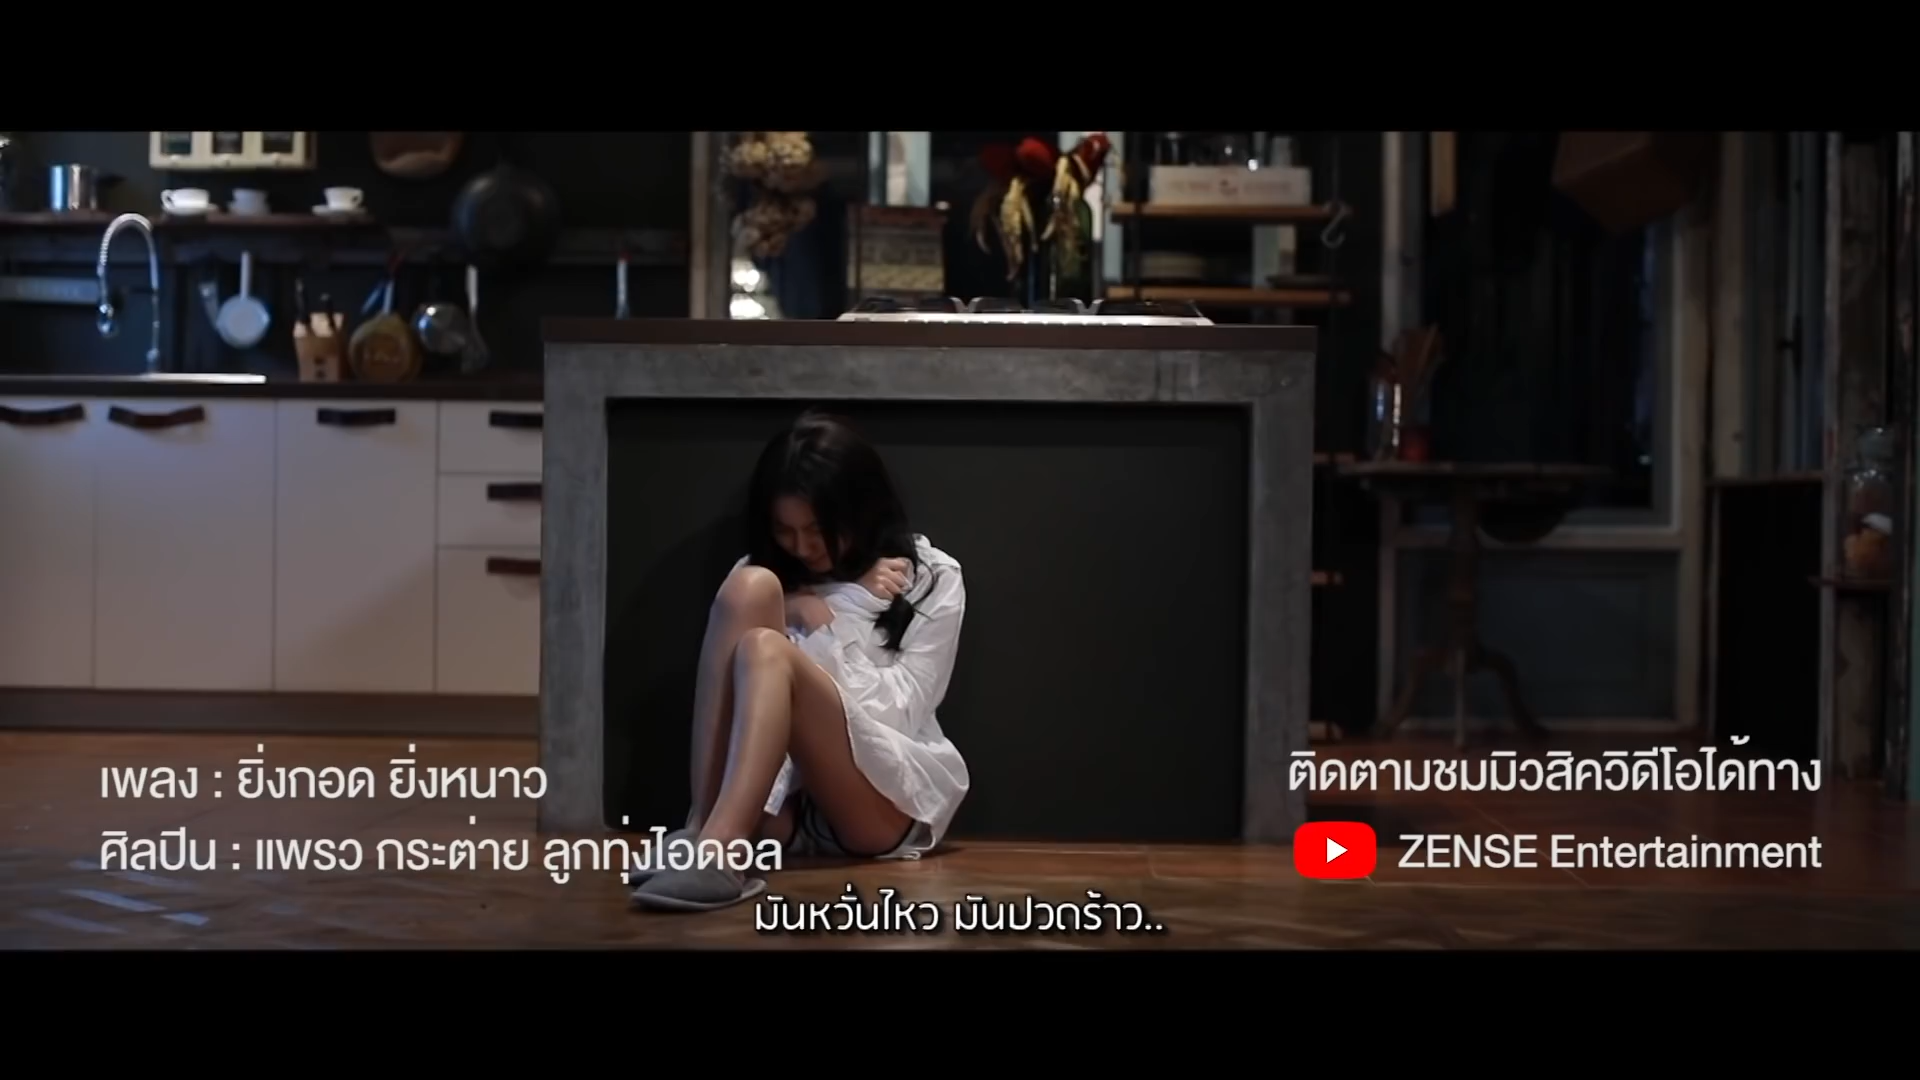 เพลง : ยิ่งกอด ยิ่งหนาว
ศิลปิน : แพรว กระต่าย ลูกทุ่งไอดอล
ติดตามชมมิวสิควิดีโอได้ทาง
ZENSE Entertainment
มันหวั่นไหว มันปวดร้าว..